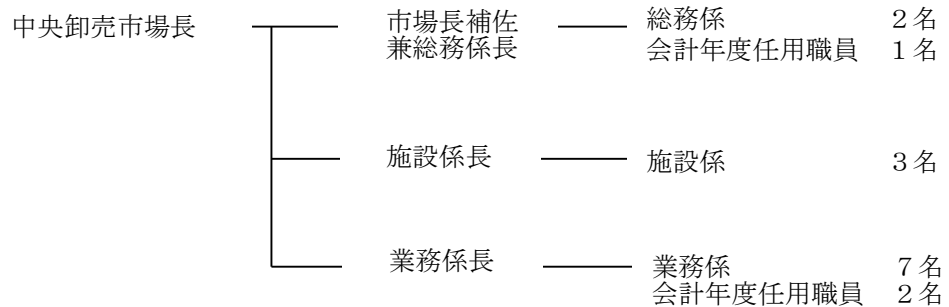 中央卸売市場長 市場長補佐 総務係 ２名
兼総務係長 会計年度任用職員 １名
施設係長 施設係 ３名
業務係長 業務係 ７名
会計年度任用職員 ２名